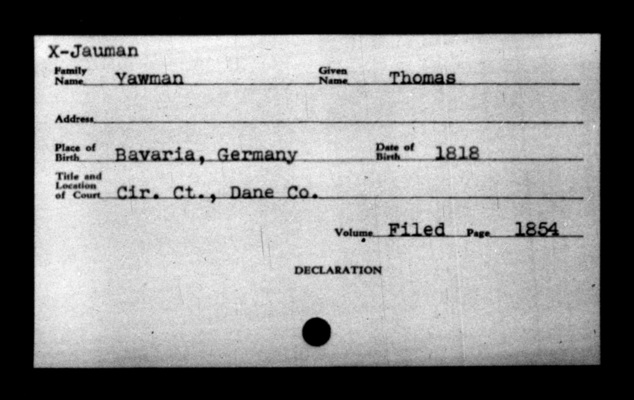 X-Jauman
Family Name Yawman Given Name Thomas
Address
Place of Birth Bavaria, Germany Date of Birth 1818
Title and Location of Court Cir. Ct., Dane Co.
Volume Filed Page 1854
DECLARATION